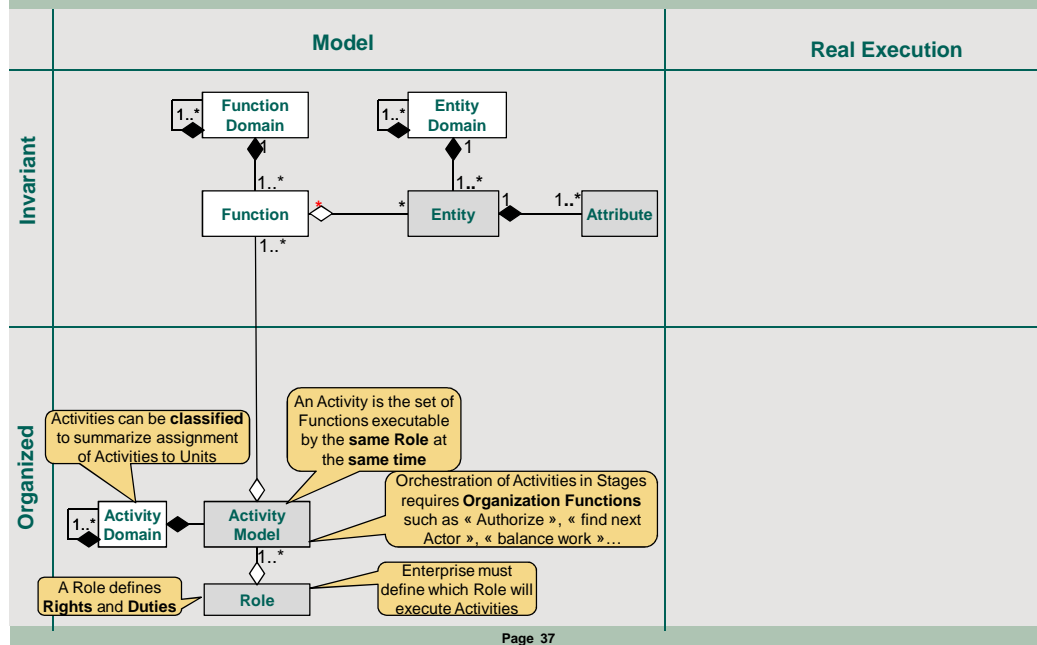 Model
Real Execution
Invariant
1..*
Function
Domain
1
1..*
Entity
Domain
1
1..*
1..*
Function
*
*
Entity
1
1..*
Attribute
1..*
Organized
Activities can be classified
to summarize assignment
of Activities to Units
An Activity is the set of
Functions executable
by the same Role at
the same time
Orchestration of Activities in Stages
requires Organization Functions
such as « Authorize », « find next
Actor », « balance work »...
1..*
Activity
Domain
Activity
Model
1..*
A Role defines
Rights and Duties
Role
Enterprise must
define which Role will
execute Activities
Page 37